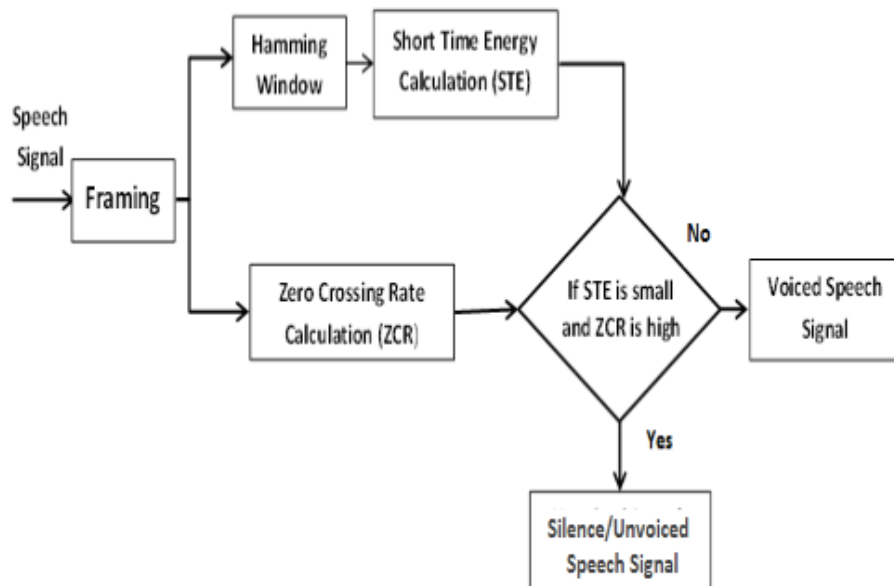 Speech
Signal
Framing
Hamming
Window
Short Time Energy
Calculation (STE)
Zero Crossing Rate
Calculation (ZCR)
If STE is small
and ZCR is high
No
Voiced Speech
Signal
Yes
Silence/Unvoiced
Speech Signal